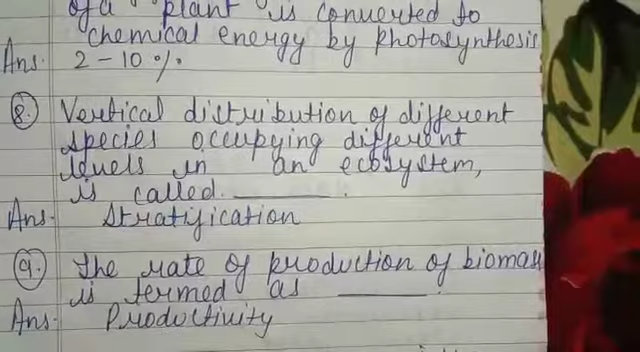 of a plant is converted to
chemical energy by photosynthesis
Ans. 2-10%.
8. Vertical distribution of different
species occupying different
levels in an ecosystem,
is called ________.
Ans. Stratification
9. The rate of production of biomass
is termed as ________.
Ans. Productivity